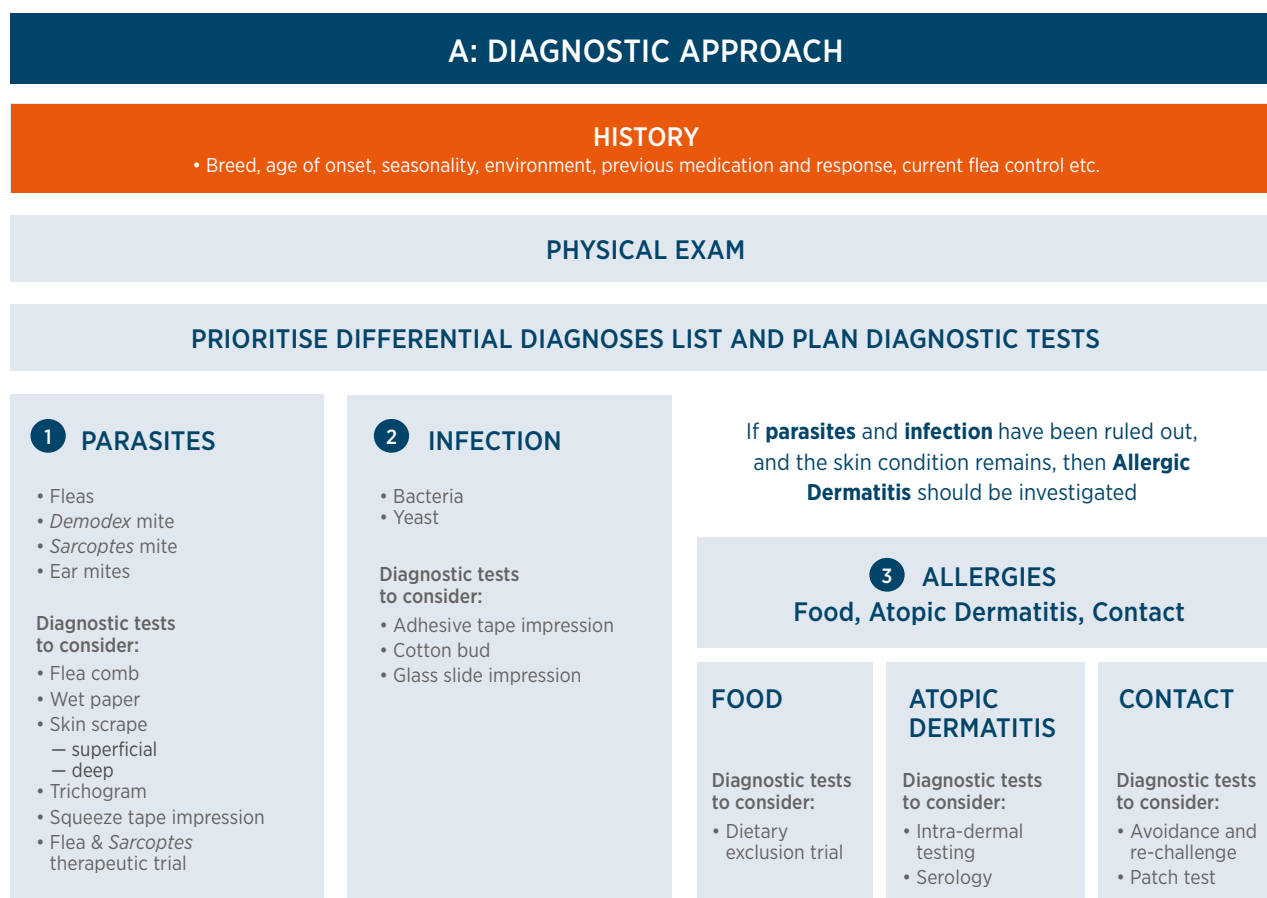 A: DIAGNOSTIC APPROACH
HISTORY
• Breed, age of onset, seasonality, environment, previous medication and response, current flea control etc.
PHYSICAL EXAM
PRIORITISE DIFFERENTIAL DIAGNOSES LIST AND PLAN DIAGNOSTIC TESTS
1 PARASITES
• Fleas
• Demodex mite
• Sarcoptes mite
• Ear mites
Diagnostic tests
to consider:
• Flea comb
• Wet paper
• Skin scrape
— superficial
— deep
• Trichogram
• Squeeze tape impression
• Flea & Sarcoptes
therapeutic trial
2 INFECTION
• Bacteria
• Yeast
Diagnostic tests
to consider:
• Adhesive tape impression
• Cotton bud
• Glass slide impression
If parasites and infection have been ruled out,
and the skin condition remains, then Allergic
Dermatitis should be investigated
3 ALLERGIES
Food, Atopic Dermatitis, Contact
FOOD
Diagnostic tests
to consider:
• Dietary
exclusion trial
ATOPIC
DERMATITIS
Diagnostic tests
to consider:
• Intra-dermal
testing
• Serology
CONTACT
Diagnostic tests
to consider:
• Avoidance and
re-challenge
• Patch test